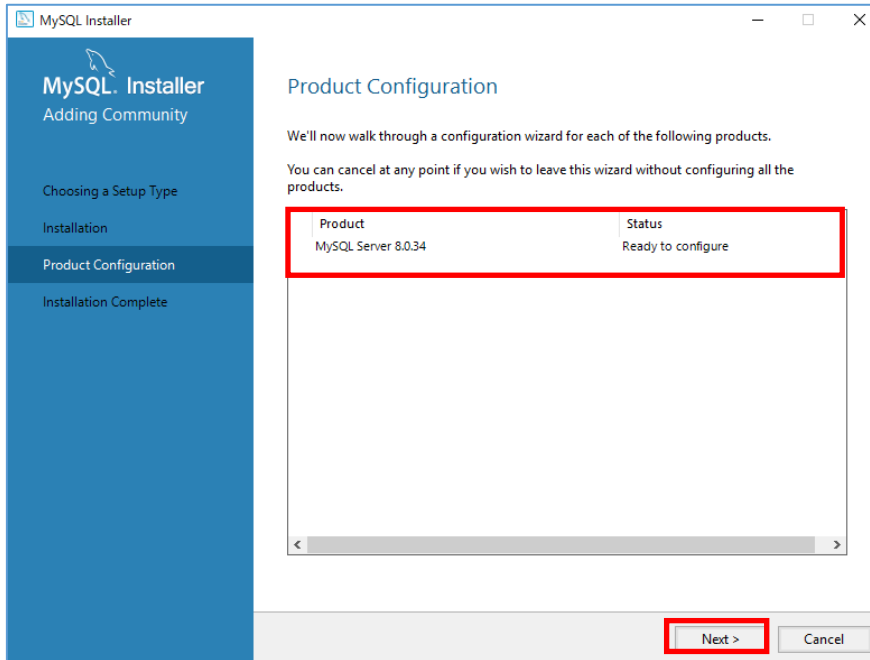 MySQL Installer
MySQL. Installer
Adding Community
Choosing a Setup Type
Installation
Product Configuration
Installation Complete
Product Configuration
We'll now walk through a configuration wizard for each of the following products.
You can cancel at any point if you wish to leave this wizard without configuring all the
products.
Product Status
MySQL Server 8.0.34 Ready to configure
Next > Cancel